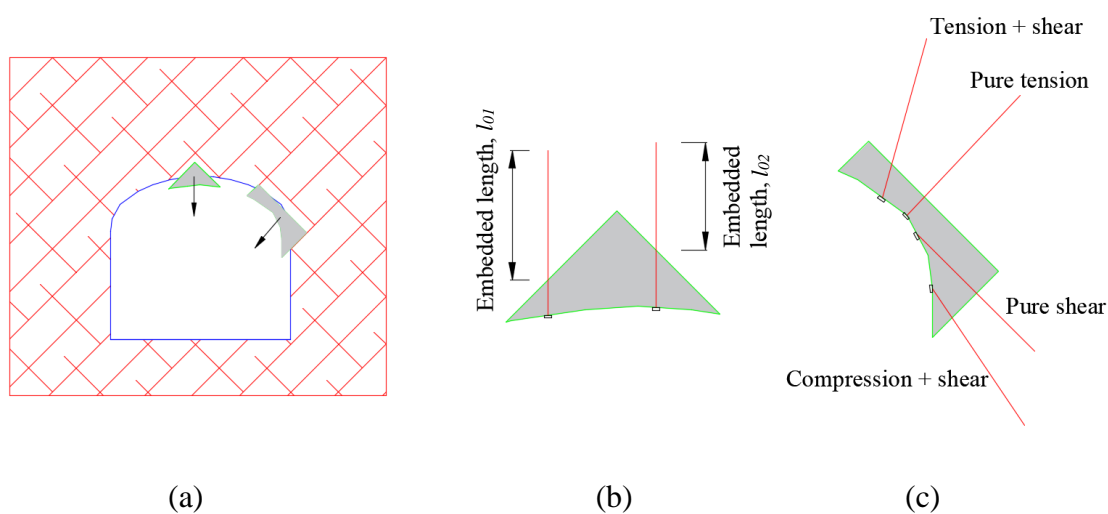 Tension + shear
Pure tension
Embedded length, l01
Embedded
length, l02
Pure shear
Compression + shear
(a)
(b)
(c)